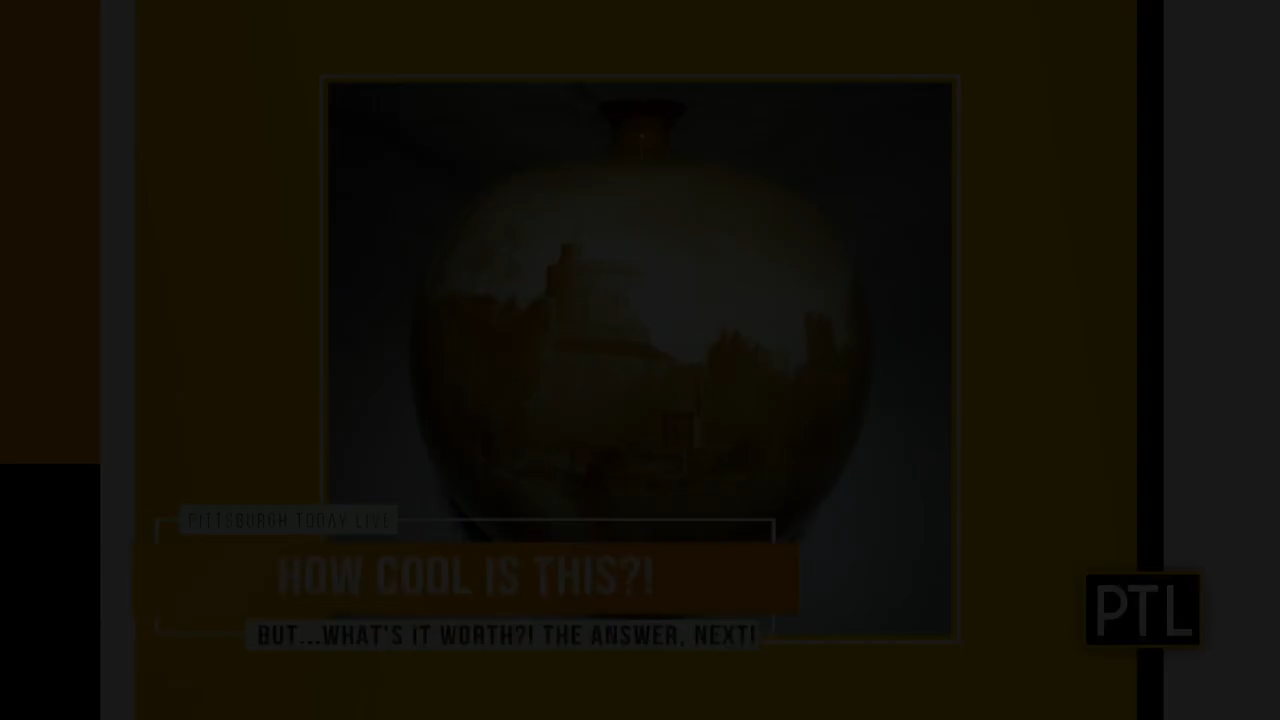 PITTSBURGH TODAY LIVE
HOW COOL IS THIS?!
BUT...WHAT'S IT WORTH?! THE ANSWER, NEXT!
PTL